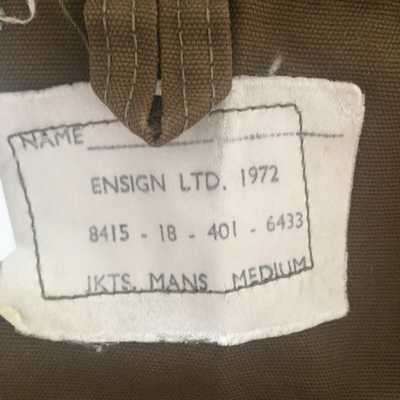 NAME
ENSIGN LTD. 1972
8415 - 18 - 401 - 6433
JKTS. MANS. MEDIUM